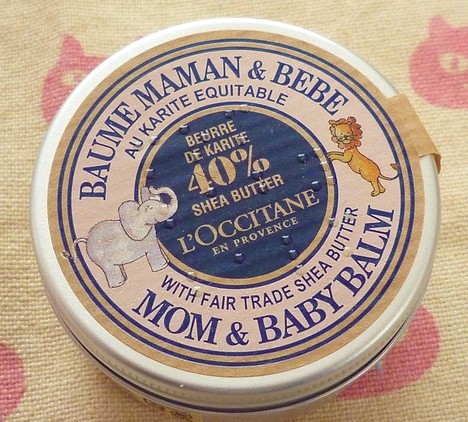 BAUME MAMAN & BEBE
AU KARITE EQUITABLE
BEURRE
DE KARITE
40%
SHEA BUTTER
L'OCCITANE
EN PROVENCE
WITH FAIR TRADE SHEA BUTTER
MOM & BABY BALM